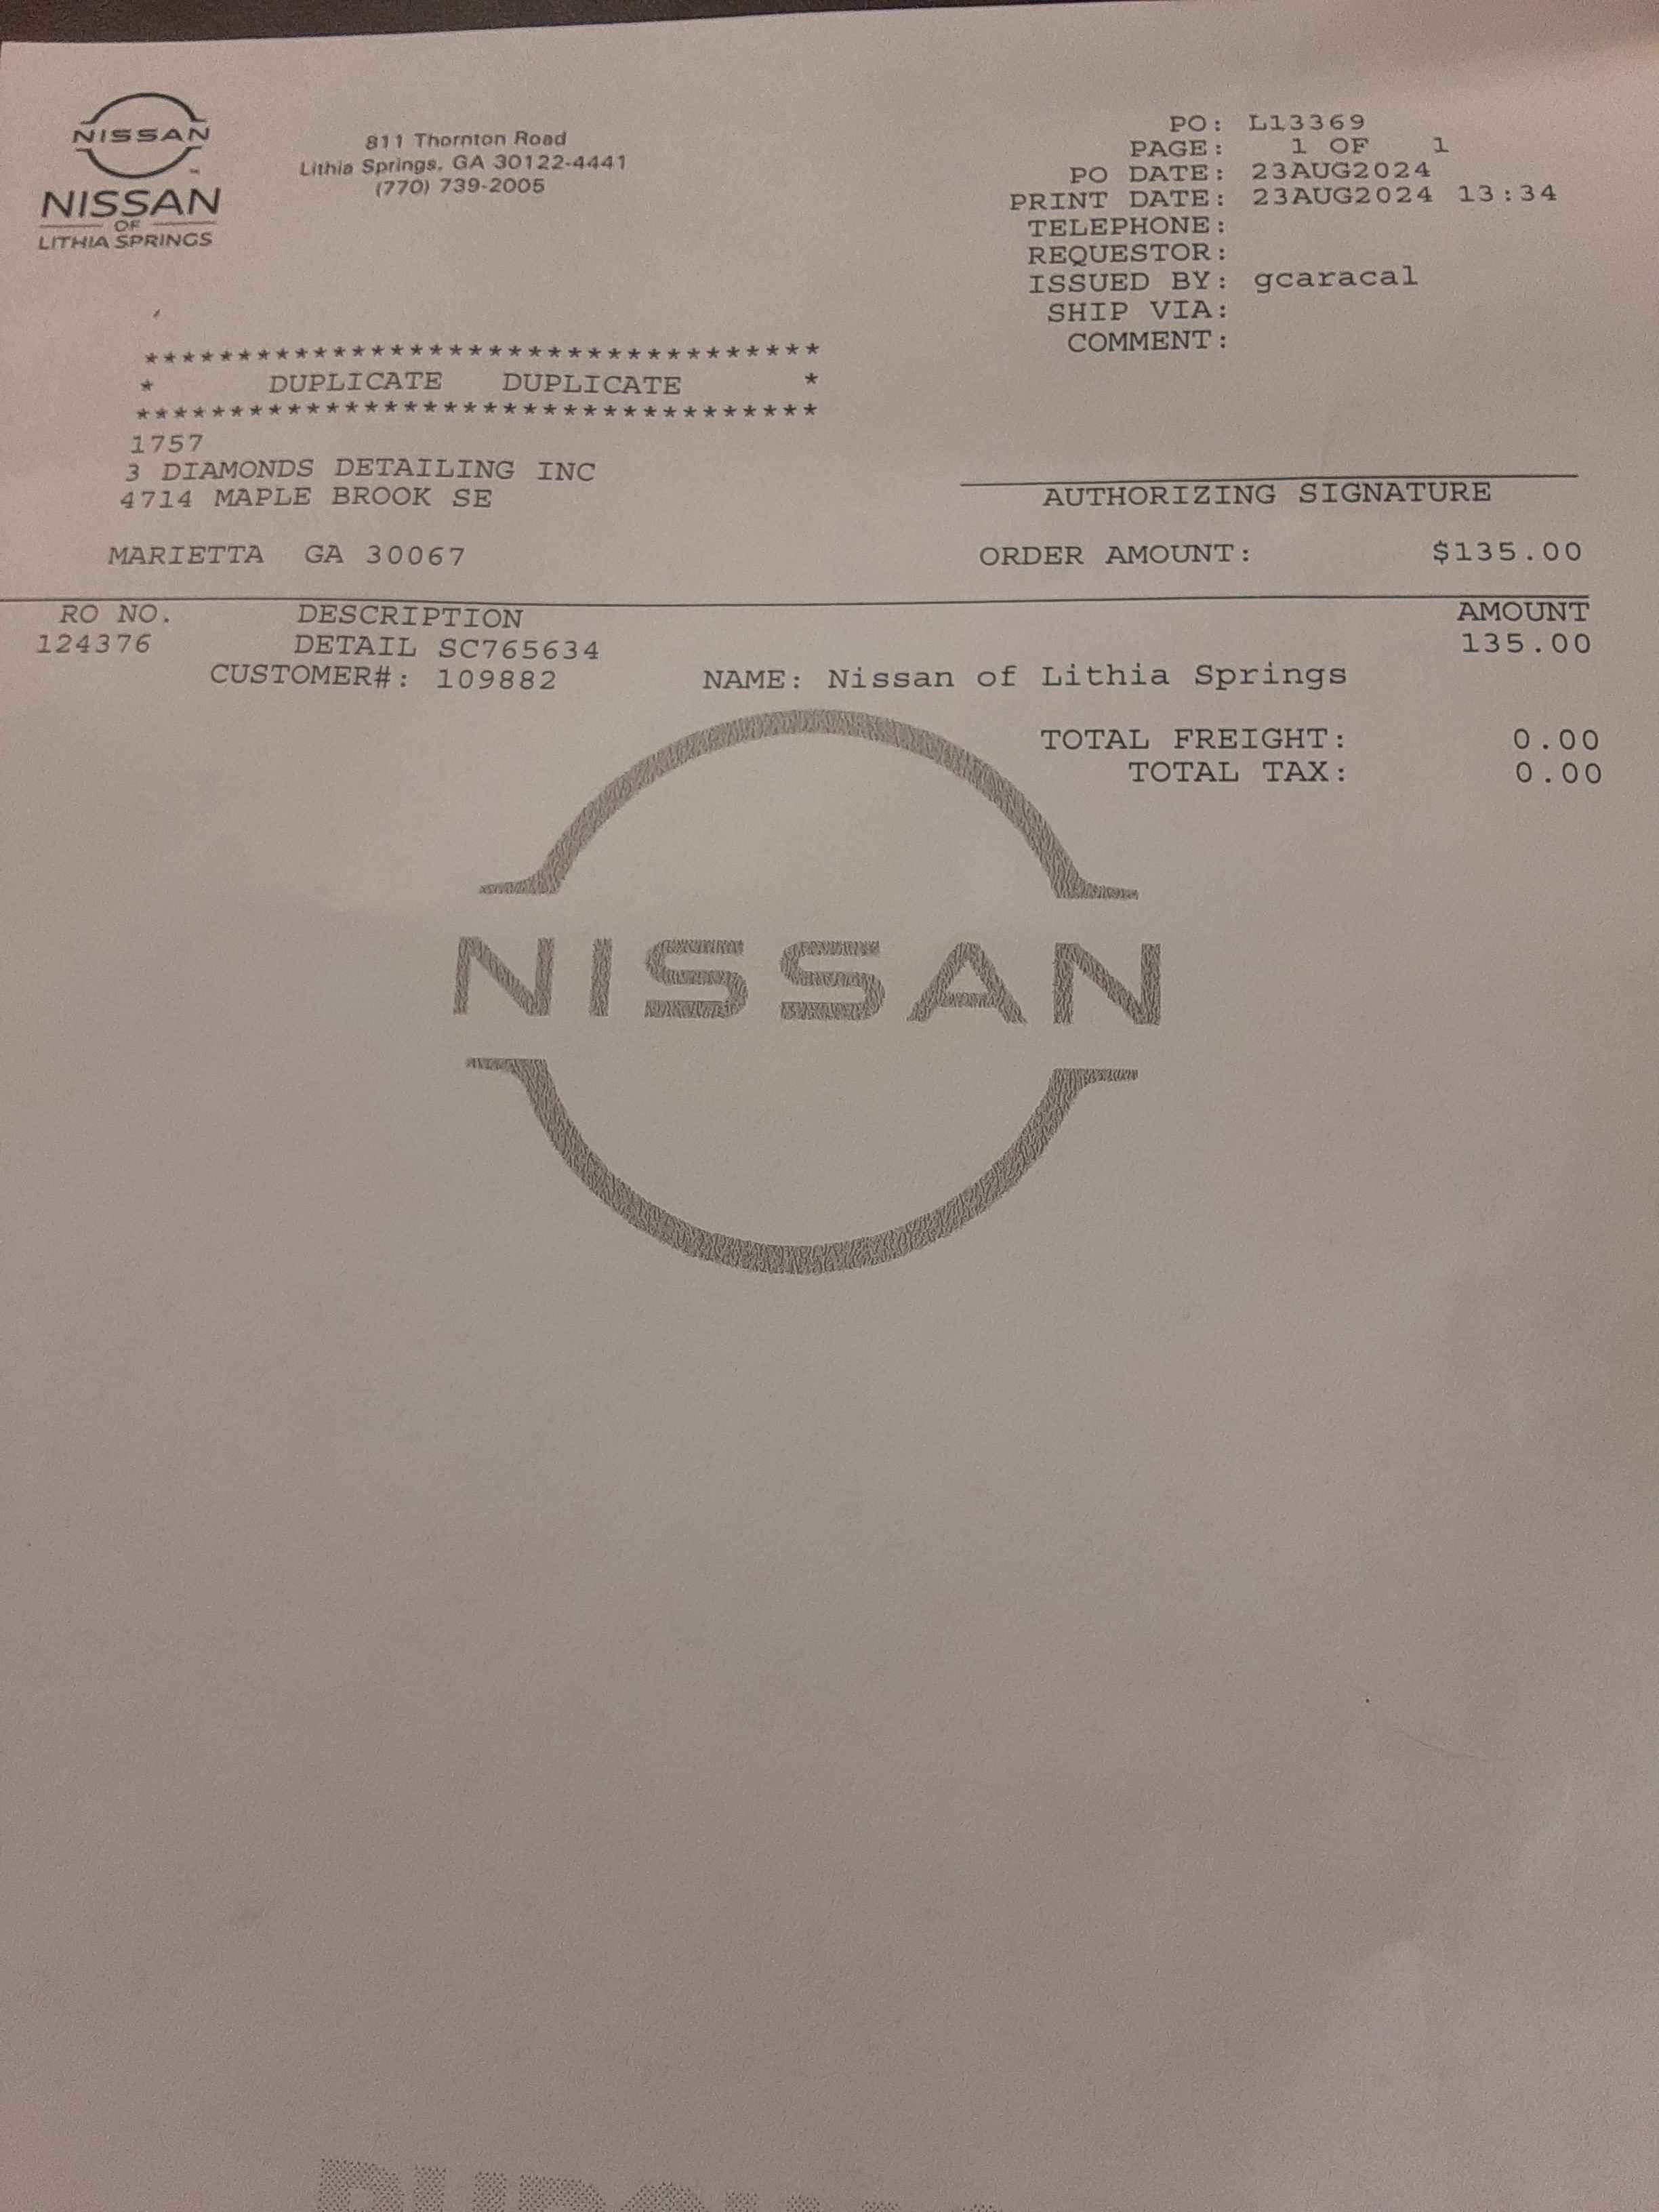 NISSAN
NISSAN
OF
LITHIA SPRINGS
811 Thornton Road
Lithia Springs, GA 30122-4441
(770) 739-2005
PO: L13369
PAGE: 1 OF 1
PO DATE: 23AUG2024
PRINT DATE: 23AUG2024 13:34
TELEPHONE:
REQUESTOR:
ISSUED BY: gcaracal
SHIP VIA:
COMMENT:
************************************
* DUPLICATE DUPLICATE *
************************************
1757
3 DIAMONDS DETAILING INC
4714 MAPLE BROOK SE
MARIETTA GA 30067
AUTHORIZING SIGNATURE
ORDER AMOUNT: $135.00
RO NO. DESCRIPTION AMOUNT
124376 DETAIL SC765634 135.00
CUSTOMER#: 109882 NAME: Nissan of Lithia Springs
TOTAL FREIGHT: 0.00
TOTAL TAX: 0.00
NISSAN